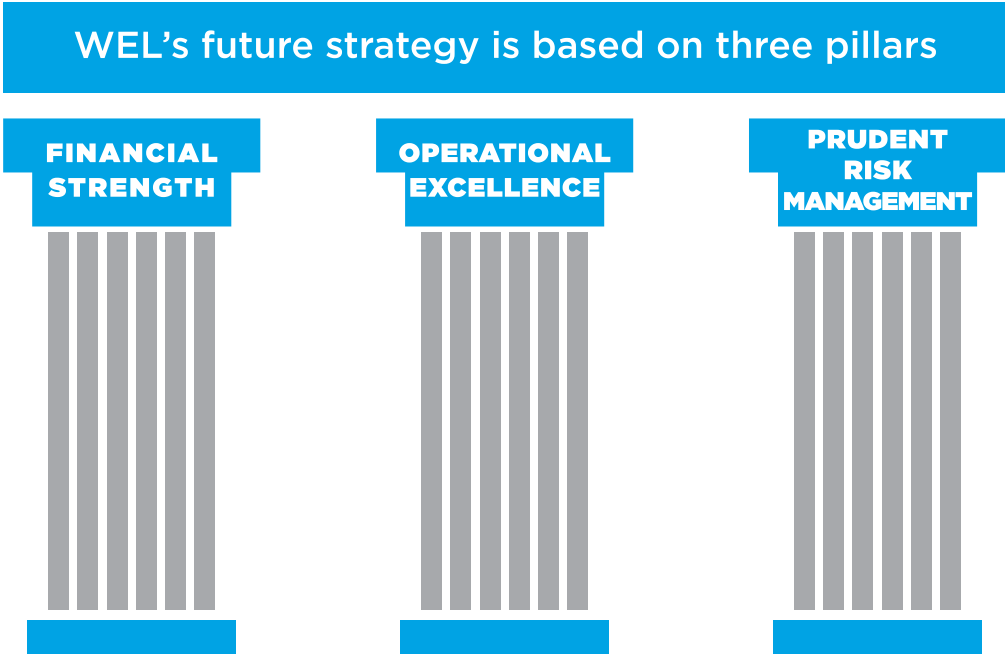 WEL’s future strategy is based on three pillars
FINANCIAL
STRENGTH
OPERATIONAL
EXCELLENCE
PRUDENT
RISK
MANAGEMENT